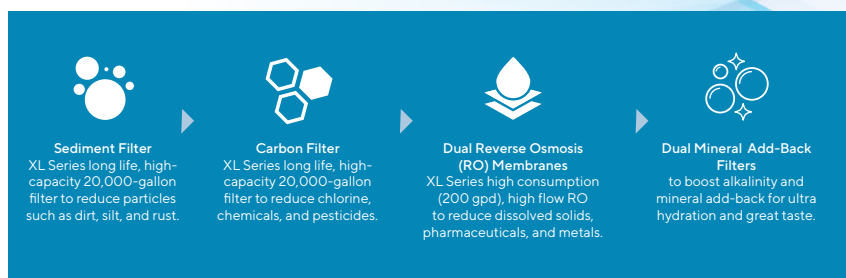 Sediment Filter
XL Series long life, high-
capacity 20,000-gallon
filter to reduce particles
such as dirt, silt, and rust.
Carbon Filter
XL Series long life, high-
capacity 20,000-gallon
filter to reduce chlorine,
chemicals, and pesticides.
Dual Reverse Osmosis
(RO) Membranes
XL Series high consumption
(200 gpd), high flow RO
to reduce dissolved solids,
pharmaceuticals, and metals.
Dual Mineral Add-Back
Filters
to boost alkalinity and
mineral add-back for ultra
hydration and great taste.